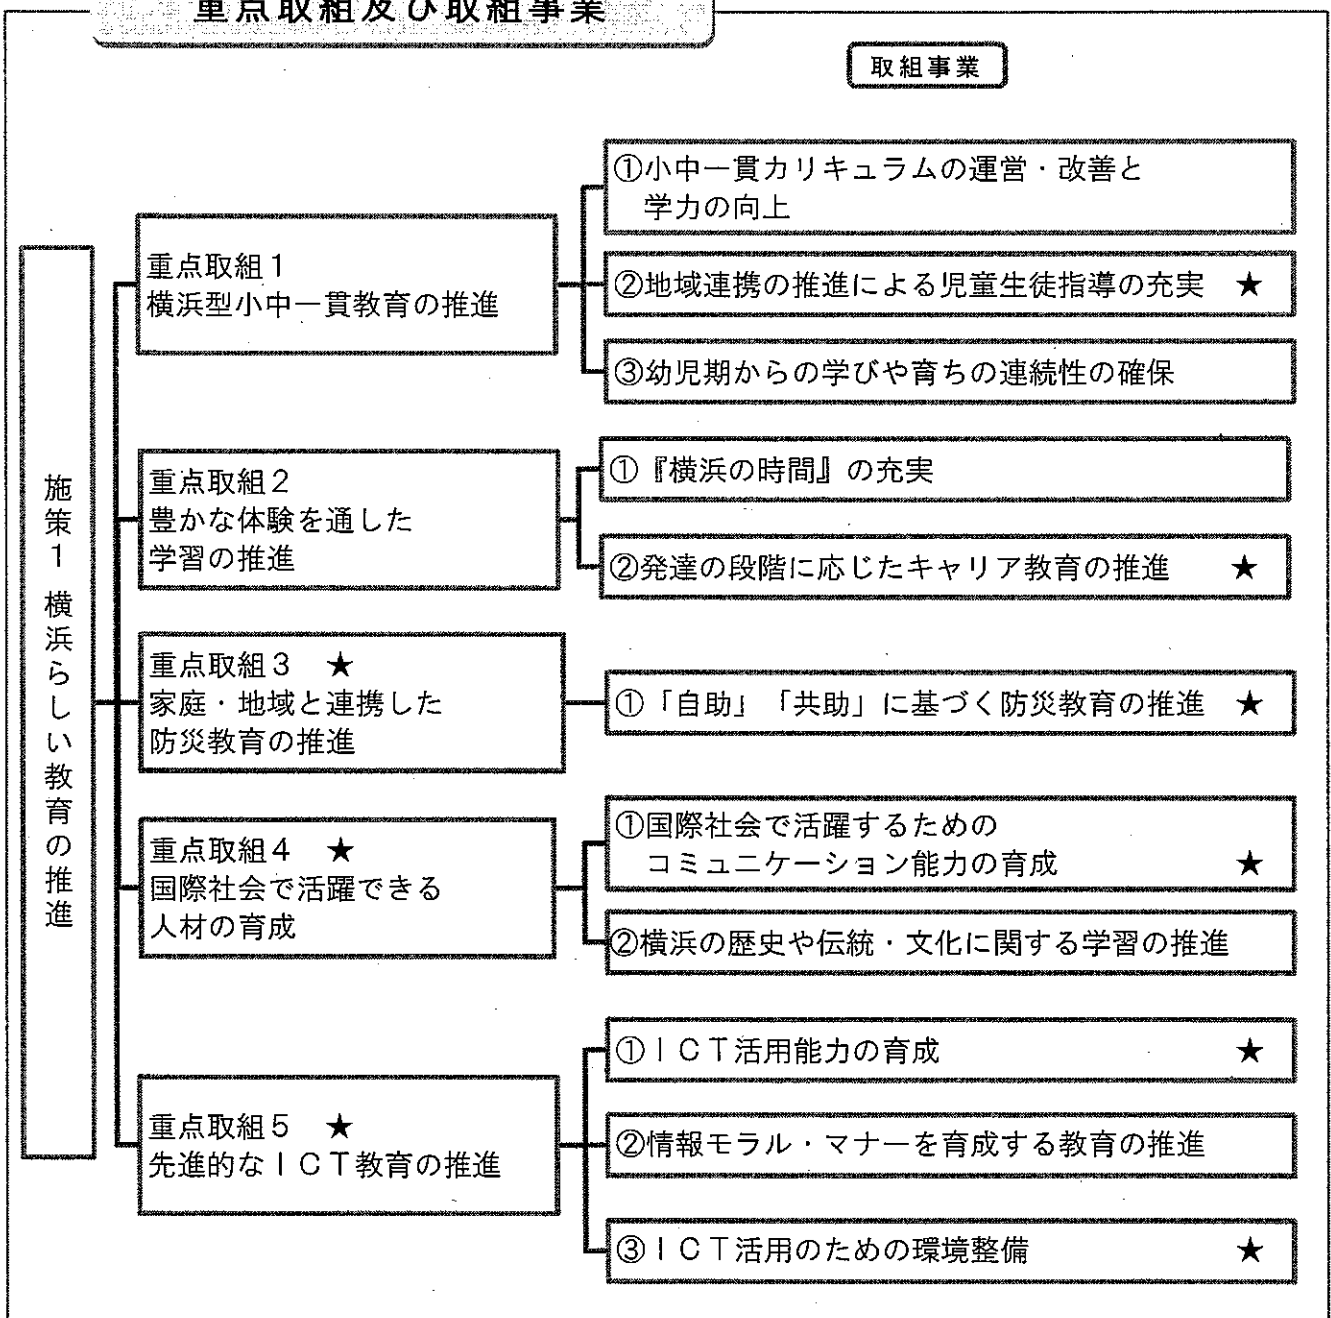 重点取組及び取組事業
取組事業
施策1 横浜らしい教育の推進
重点取組1
横浜型小中一貫教育の推進
①小中一貫カリキュラムの運営・改善と
学力の向上
②地域連携の推進による児童生徒指導の充実 ★
③幼児期からの学びや育ちの連続性の確保
重点取組2
豊かな体験を通した
学習の推進
①『横浜の時間』の充実
②発達の段階に応じたキャリア教育の推進 ★
重点取組3 ★
家庭・地域と連携した
防災教育の推進
①「自助」「共助」に基づく防災教育の推進 ★
重点取組4 ★
国際社会で活躍できる
人材の育成
①国際社会で活躍するための
コミュニケーション能力の育成 ★
②横浜の歴史や伝統・文化に関する学習の推進
重点取組5 ★
先進的なICT教育の推進
①ICT活用能力の育成 ★
②情報モラル・マナーを育成する教育の推進
③ICT活用のための環境整備 ★